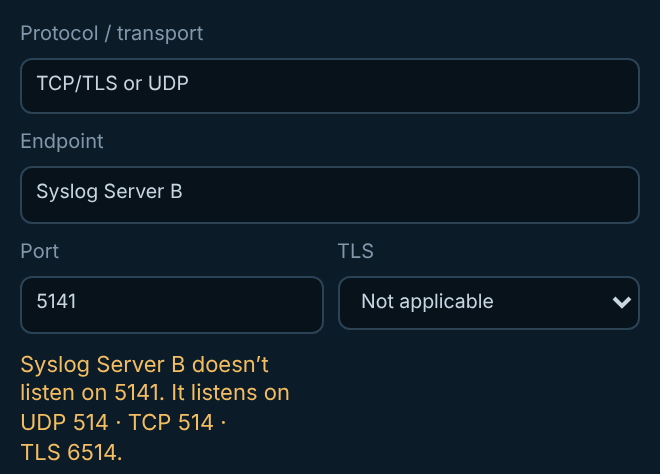 Protocol / transport
TCP/TLS or UDP
Endpoint
Syslog Server B
Port
TLS
5141
Not applicable
Syslog Server B doesn’t
listen on 5141. It listens on
UDP 514 · TCP 514 ·
TLS 6514.